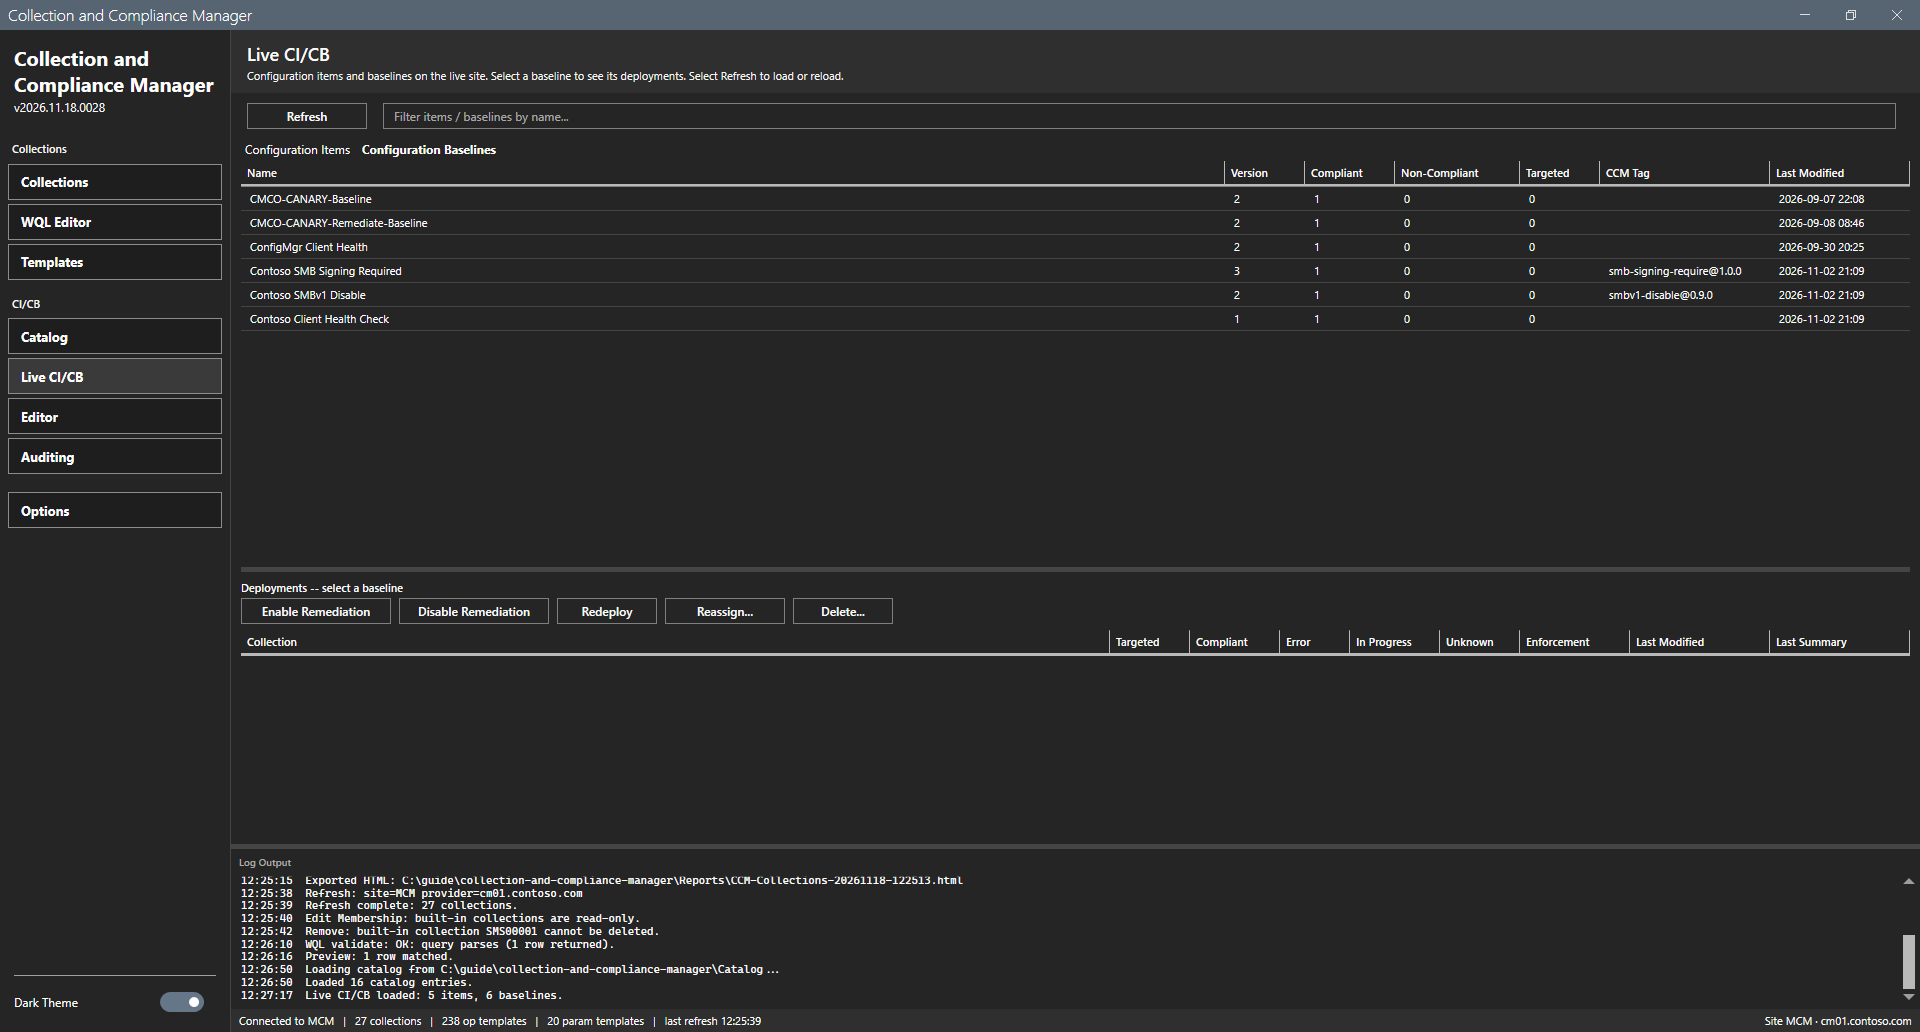 Collection and Compliance Manager
Collection and
Compliance Manager
v2026.11.18.0028
Collections
Collections
WQL Editor
Templates
CI/CB
Catalog
Live CI/CB
Editor
Auditing
Options
Dark Theme
Live CI/CB
Configuration items and baselines on the live site. Select a baseline to see its deployments. Select Refresh to load or reload.
Refresh
Filter items / baselines by name...
Configuration Items Configuration Baselines
Name Version Compliant Non-Compliant Targeted CCM Tag Last Modified
CMCO-CANARY-Baseline 2 1 0 0 2026-09-07 22:08
CMCO-CANARY-Remediate-Baseline 2 1 0 0 2026-09-08 08:46
ConfigMgr Client Health 2 1 0 0 2026-09-30 20:25
Contoso SMB Signing Required 3 1 0 0 smb-signing-require@1.0.0 2026-11-02 21:09
Contoso SMBv1 Disable 2 1 0 0 smbv1-disable@0.9.0 2026-11-02 21:09
Contoso Client Health Check 1 1 0 0 2026-11-02 21:09
Deployments -- select a baseline
Enable Remediation Disable Remediation Redeploy Reassign... Delete...
Collection Targeted Compliant Error In Progress Unknown Enforcement Last Modified Last Summary
Log Output
12:25:15 Exported HTML: C:\guide\collection-and-compliance-manager\Reports\CCM-Collections-20261118-122513.html
12:25:38 Refresh: site=MCM provider=cm01.contoso.com
12:25:39 Refresh complete: 27 collections.
12:25:40 Edit Membership: built-in collections are read-only.
12:25:42 Remove: built-in collection SMS00001 cannot be deleted.
12:26:10 WQL validate: OK: query parses (1 row returned).
12:26:16 Preview: 1 row matched.
12:26:50 Loading catalog from C:\guide\collection-and-compliance-manager\Catalog ...
12:26:50 Loaded 16 catalog entries.
12:27:17 Live CI/CB loaded: 5 items, 6 baselines.
Connected to MCM | 27 collections | 238 op templates | 20 param templates | last refresh 12:25:39
Site MCM · cm01.contoso.com